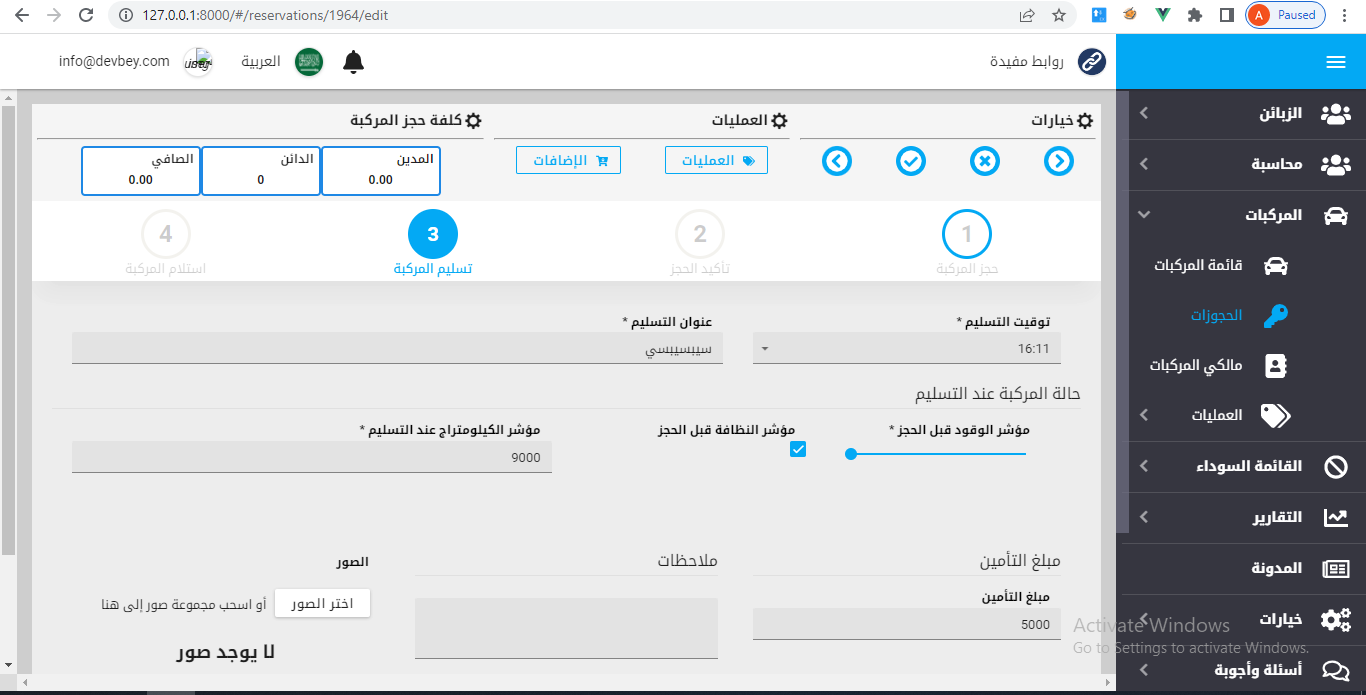 127.0.0.1:8000/#/reservations/1964/edit
Paused
روابط مفيدة
العربية
info@devbey.com
خيارات
العمليات
كلفة حجز المركبة
العمليات
الإضافات
المدين
0.00
الدائن
0
الصافي
0.00
1
حجز المركبة
2
تأكيد الحجز
3
تسليم المركبة
4
استلام المركبة
توقيت التسليم *
16:11
عنوان التسليم *
سيبسيبسي
حالة المركبة عند التسليم
مؤشر الوقود قبل الحجز *
مؤشر النظافة قبل الحجز
مؤشر الكيلومتراج عند التسليم *
9000
مبلغ التأمين
مبلغ التأمين
5000
ملاحظات
الصور
اختر الصور
أو اسحب مجموعة صور إلى هنا
لا يوجد صور
الزبائن
محاسبة
المركبات
قائمة المركبات
الحجوزات
مالكي المركبات
العمليات
القائمة السوداء
التقارير
المدونة
خيارات
أسئلة وأجوبة
Activate Windows
Go to Settings to activate Windows.